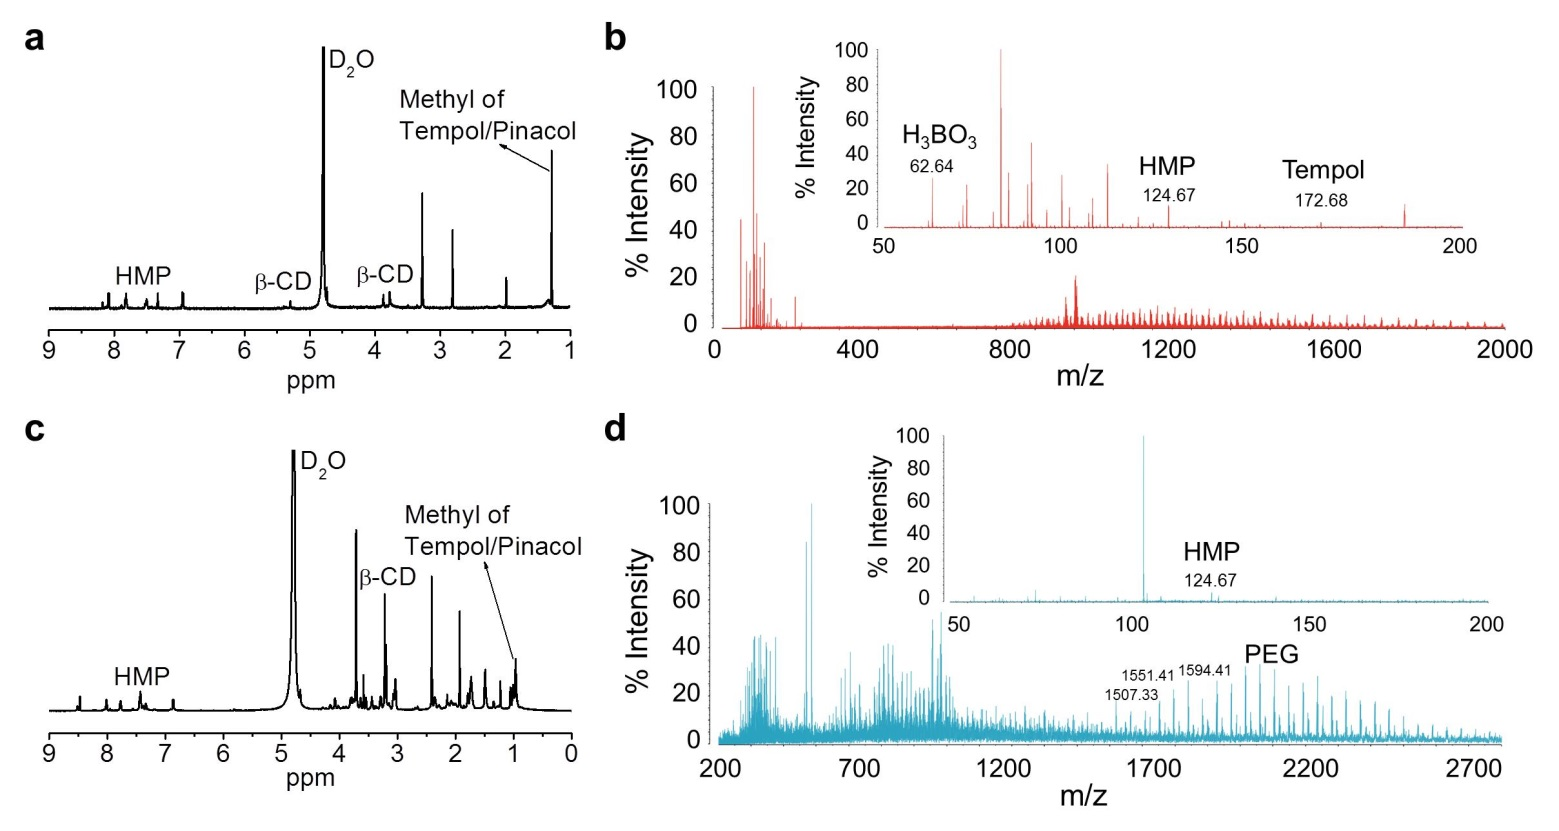 a
D2O
Methyl of
Tempol/Pinacol
HMP
β-CD
β-CD
9 8 7 6 5 4 3 2 1
ppm
b
% Intensity
100
80
60
40
20
0
0 400 800 1200 1600 2000
m/z
% Intensity
100
80
60
40
20
0
H3BO3
62.64
HMP
124.67
Tempol
172.68
50 100 150 200
c
D2O
Methyl of
Tempol/Pinacol
β-CD
HMP
9 8 7 6 5 4 3 2 1 0
ppm
d
% Intensity
100
80
60
40
20
0
PEG
1551.41
1594.41
1507.33
200 700 1200 1700 2200 2700
m/z
% Intensity
100
80
60
40
20
0
HMP
124.67
50 100 150 200